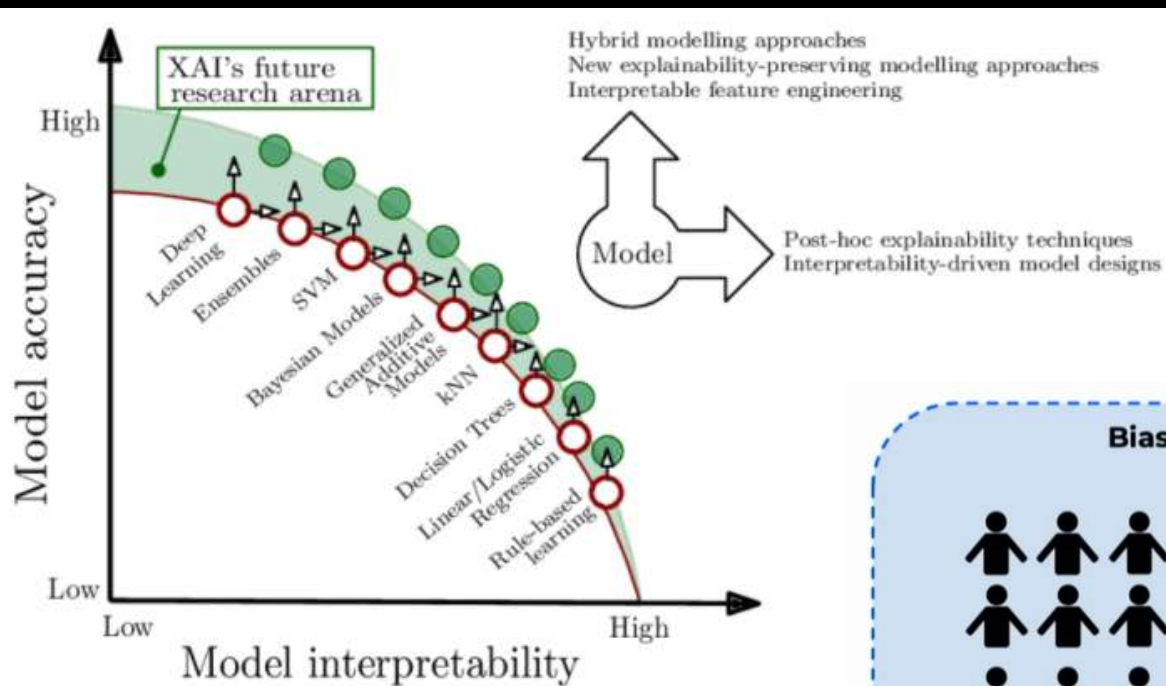 XAI's future
research arena
High
Model accuracy
Deep
Learning
Ensembles
SVM
Bayesian Models
Generalized
Additive
Models
kNN
Decision Trees
Linear/Logistic
Regression
Rule-based
learning
Low
Low
High
Model interpretability
Hybrid modelling approaches
New explainability-preserving modelling approaches
Interpretable feature engineering
Model
Post-hoc explainability techniques
Interpretability-driven model designs
Bias